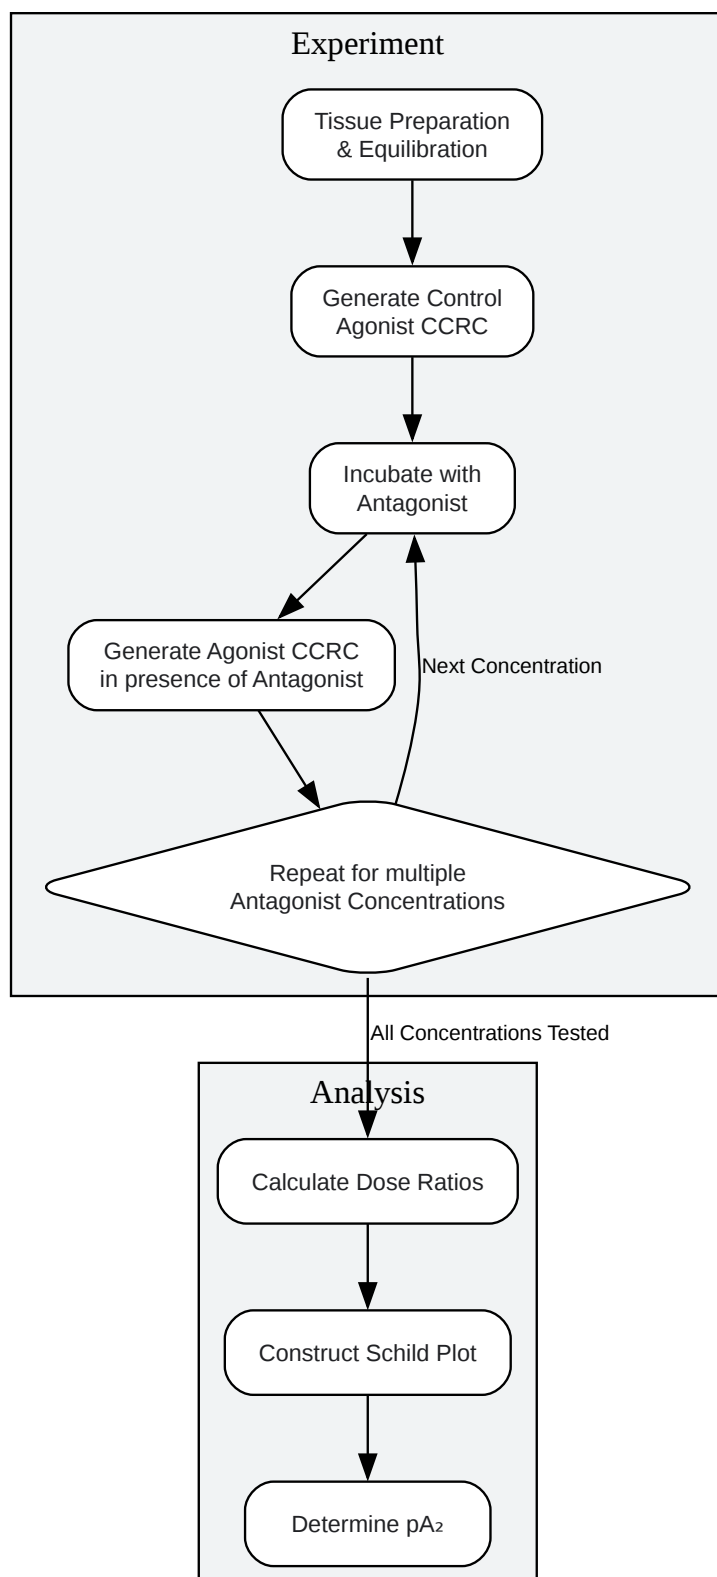 Experiment
Tissue Preparation
& Equilibration
Generate Control
Agonist CCRC
Incubate with
Antagonist
Generate Agonist CCRC
in presence of Antagonist
Next Concentration
Repeat for multiple
Antagonist Concentrations
All Concentrations Tested
Analysis
Calculate Dose Ratios
Construct Schild Plot
Determine pA₂